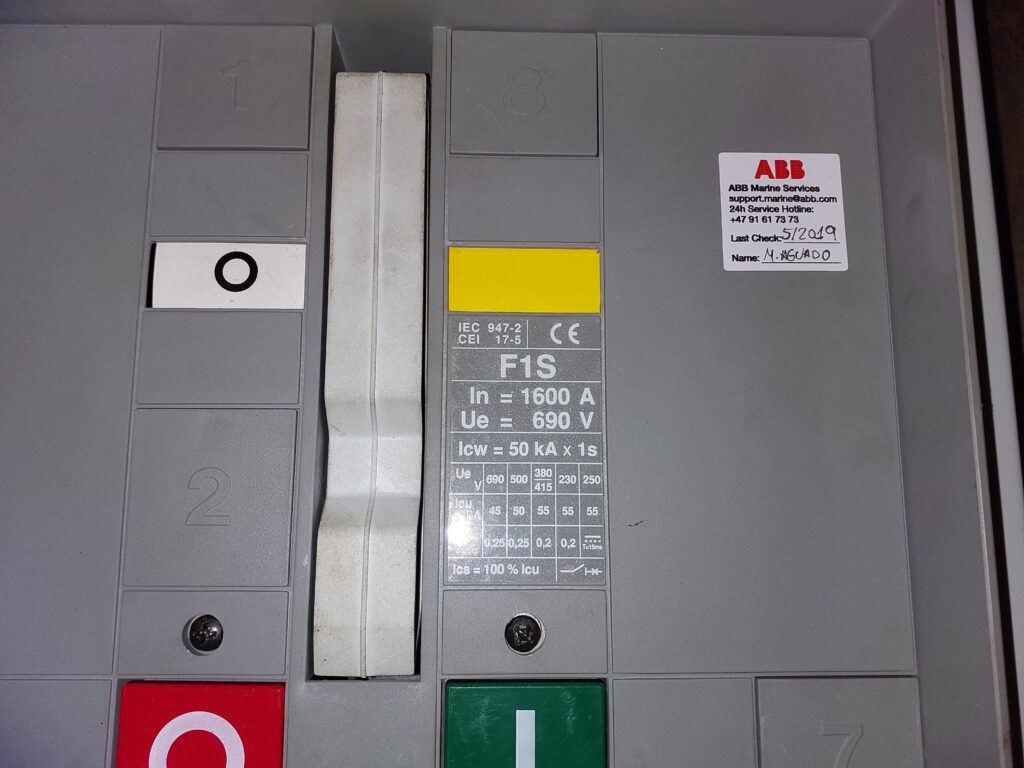 1
8
ABB
ABB Marine Services
support.marine@abb.com
24h Service Hotline:
+47 91 61 73 73
Last Check: 5/2019
Name: M. AGUADO
O
IEC 947-2
CEI 17-5
CE
F1S
In = 1600 A
Ue = 690 V
Icw = 50 kA x 1s
Ue V 690 500 380/415 230 250
Icu 45 50 55 55 55
0,25 0,25 0,2 0,2 T=15ms
Ics = 100 % Icu
2
O
I
7